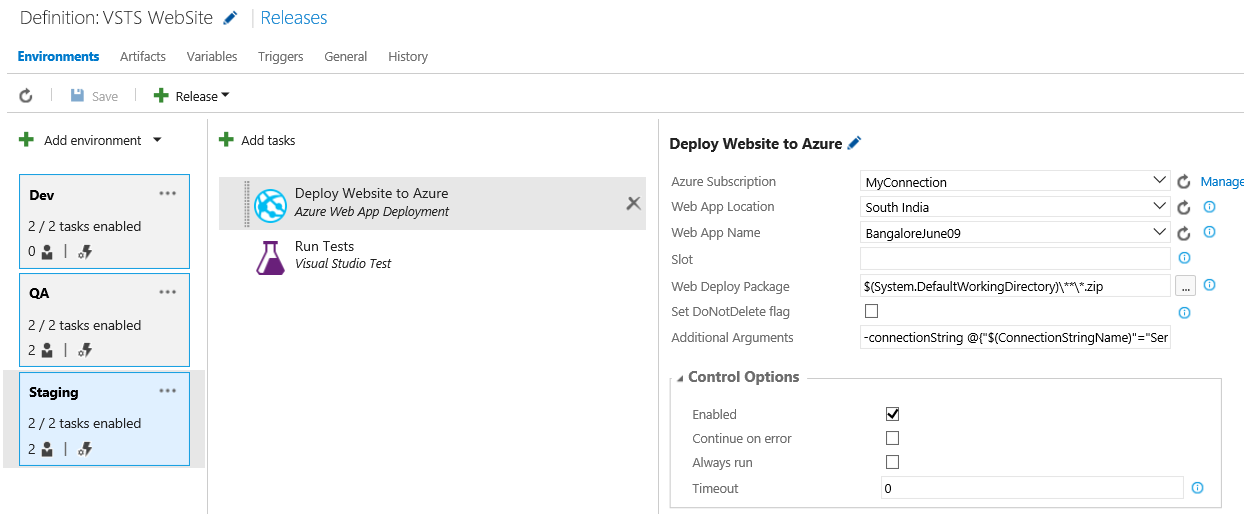 Definition: VSTS WebSite | Releases
Environments Artifacts Variables Triggers General History
Save Release
Add environment
Dev ...
2 / 2 tasks enabled
0 |
QA ...
2 / 2 tasks enabled
2 |
Staging ...
2 / 2 tasks enabled
2 |
Add tasks
Deploy Website to Azure
Azure Web App Deployment
Run Tests
Visual Studio Test
Deploy Website to Azure
Azure Subscription MyConnection Manage
Web App Location South India
Web App Name BangaloreJune09
Slot
Web Deploy Package $(System.DefaultWorkingDirectory)\**\*.zip ...
Set DoNotDelete flag
Additional Arguments -connectionString @{"$(ConnectionStringName)"="Ser
Control Options
Enabled
Continue on error
Always run
Timeout 0